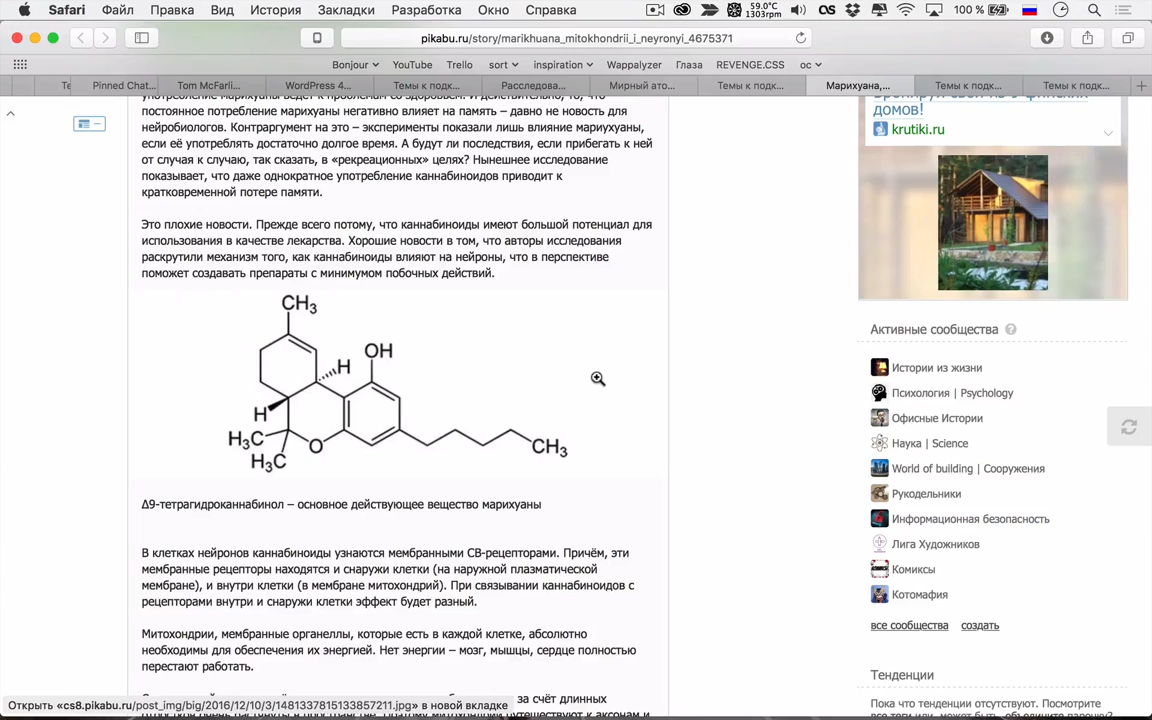 Safari Файл Правка Вид История Закладки Разработка Окно Справка
59.0°C
1303rpm
100 %
pikabu.ru/story/marikhuana_mitokhondrii_i_neyronyi_4675371
Bonjour YouTube Trello sort inspiration Wappalyzer Глаза REVENGE.CSS ос
Те Pinned Chat... Tom McFarli... WordPress 4... Темы к подк... Расследова... Мирный ато... Темы к подк... Марихуана,... Темы к подк... Темы к подк...
постоянное потребление марихуаны негативно влияет на память – давно не новость для
нейробиологов. Контраргумент на это – эксперименты показали лишь влияние мариухуаны,
если её употреблять достаточно долгое время. А будут ли последствия, если прибегать к ней
от случая к случаю, так сказать, в «рекреационных» целях? Нынешнее исследование
показывает, что даже однократное употребление каннабиноидов приводит к
кратковременной потере памяти.
Это плохие новости. Прежде всего потому, что каннабиноиды имеют большой потенциал для
использования в качестве лекарства. Хорошие новости в том, что авторы исследования
раскрутили механизм того, как каннабиноиды влияют на нейроны, что в перспективе
поможет создавать препараты с минимумом побочных действий.
CH₃
OH
H
H
H₃C
O
CH₃
H₃C
Δ9-тетрагидроканнабинол – основное действующее вещество марихуаны
В клетках нейронов каннабиноиды узнаются мембранными СВ-рецепторами. Причём, эти
мембранные рецепторы находятся и снаружи клетки (на наружной плазматической
мембране), и внутри клетки (в мембране митохондрий). При связывании каннабиноидов с
рецепторами внутри и снаружи клетки эффект будет разный.
Митохондрии, мембранные органеллы, которые есть в каждой клетке, абсолютно
необходимы для обеспечения их энергией. Нет энергии – мозг, мышцы, сердце полностью
перестают работать.
за счёт длинных
Открыть «cs8.pikabu.ru/post_img/big/2016/12/10/3/1481337815133857211.jpg» в новой вкладке
домов!
krutiki.ru
Активные сообщества
Истории из жизни
Психология | Psychology
Офисные Истории
Наука | Science
World of building | Сооружения
Рукодельники
Информационная безопасность
Лига Художников
Комиксы
Котомафия
все сообщества создать
Тенденции
Пока что тенденции отсутствуют. Посмотрите